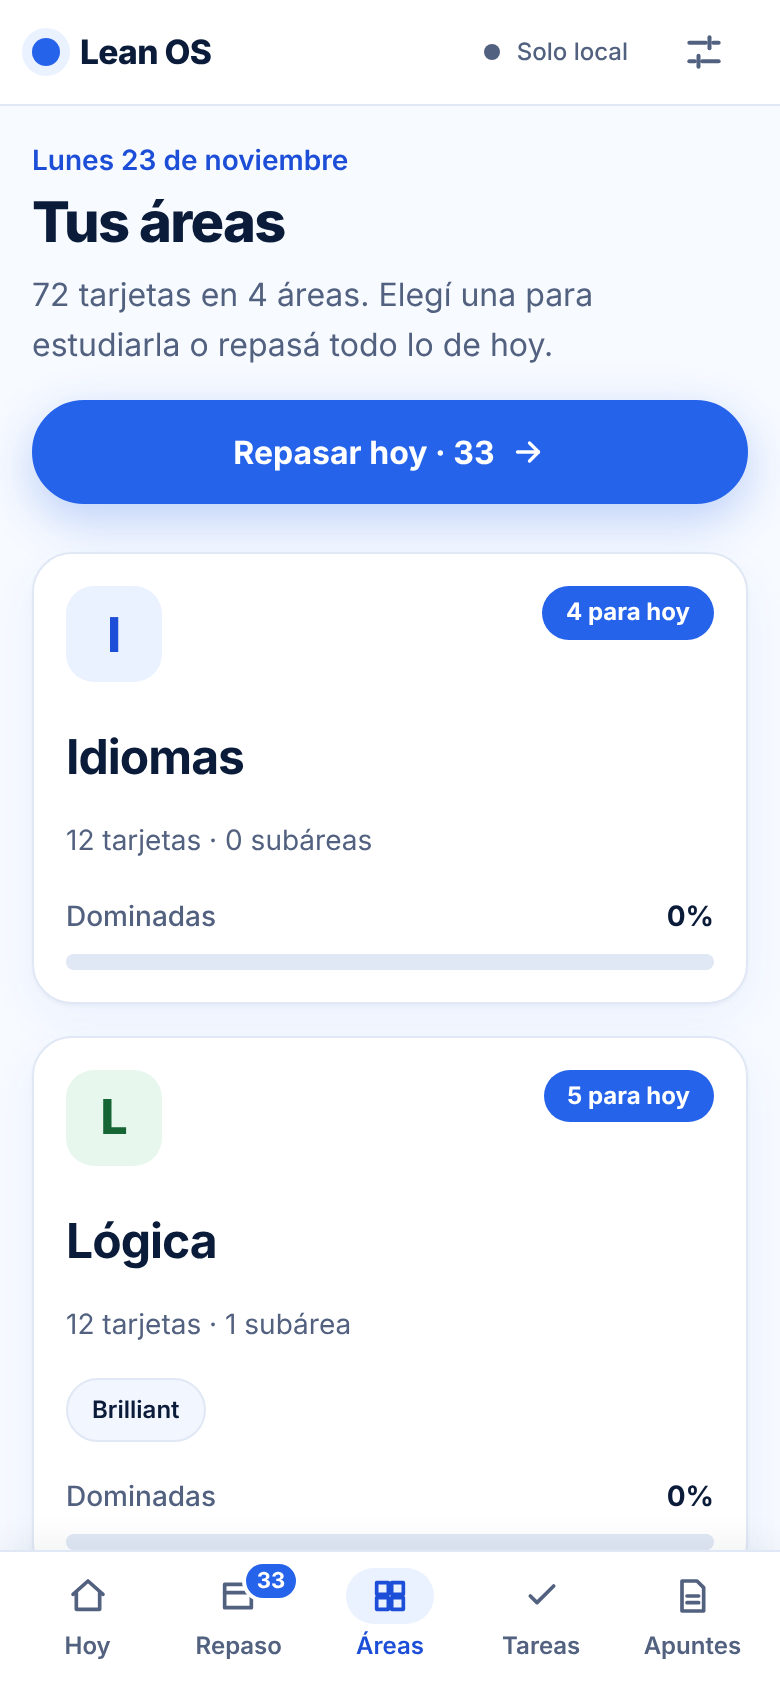 Lean OS
Solo local
Lunes 23 de noviembre
Tus áreas
72 tarjetas en 4 áreas. Elegí una para
estudiarla o repasá todo lo de hoy.
Repasar hoy · 33 →
I
4 para hoy
Idiomas
12 tarjetas · 0 subáreas
Dominadas 0%
L
5 para hoy
Lógica
12 tarjetas · 1 subárea
Brilliant
Dominadas 0%
33
Hoy Repaso Áreas Tareas Apuntes